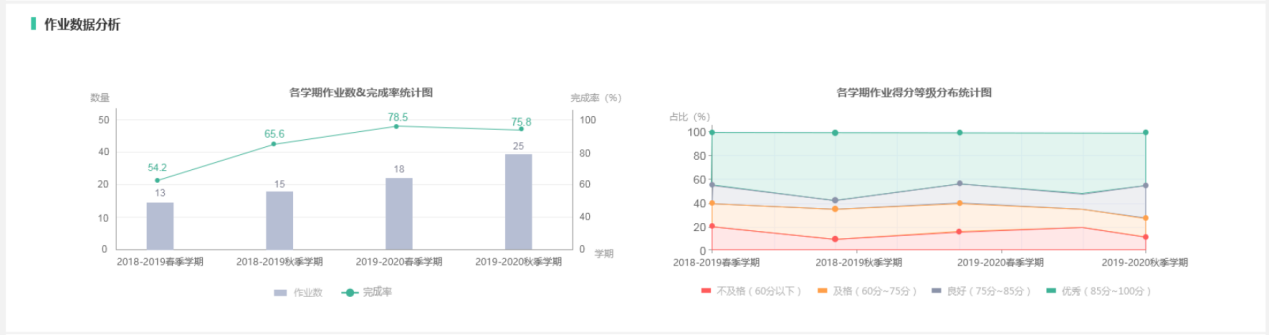 作业数据分析
各学期作业数&完成率统计图
数量
完成率（%）
50
40
20
10
0
100
80
60
40
0
54.2
65.6
78.5
75.8
13
15
18
25
2018-2019春季学期
2018-2019秋季学期
2019-2020春季学期
2019-2020秋季学期
学期
作业数
完成率
各学期作业得分等级分布统计图
占比（%）
100
80
60
40
20
0
2018-2019春季学期
2018-2019秋季学期
2019-2020春季学期
2019-2020秋季学期
不及格（60分以下）
及格（60分~75分）
良好（75分~85分）
优秀（85分~100分）